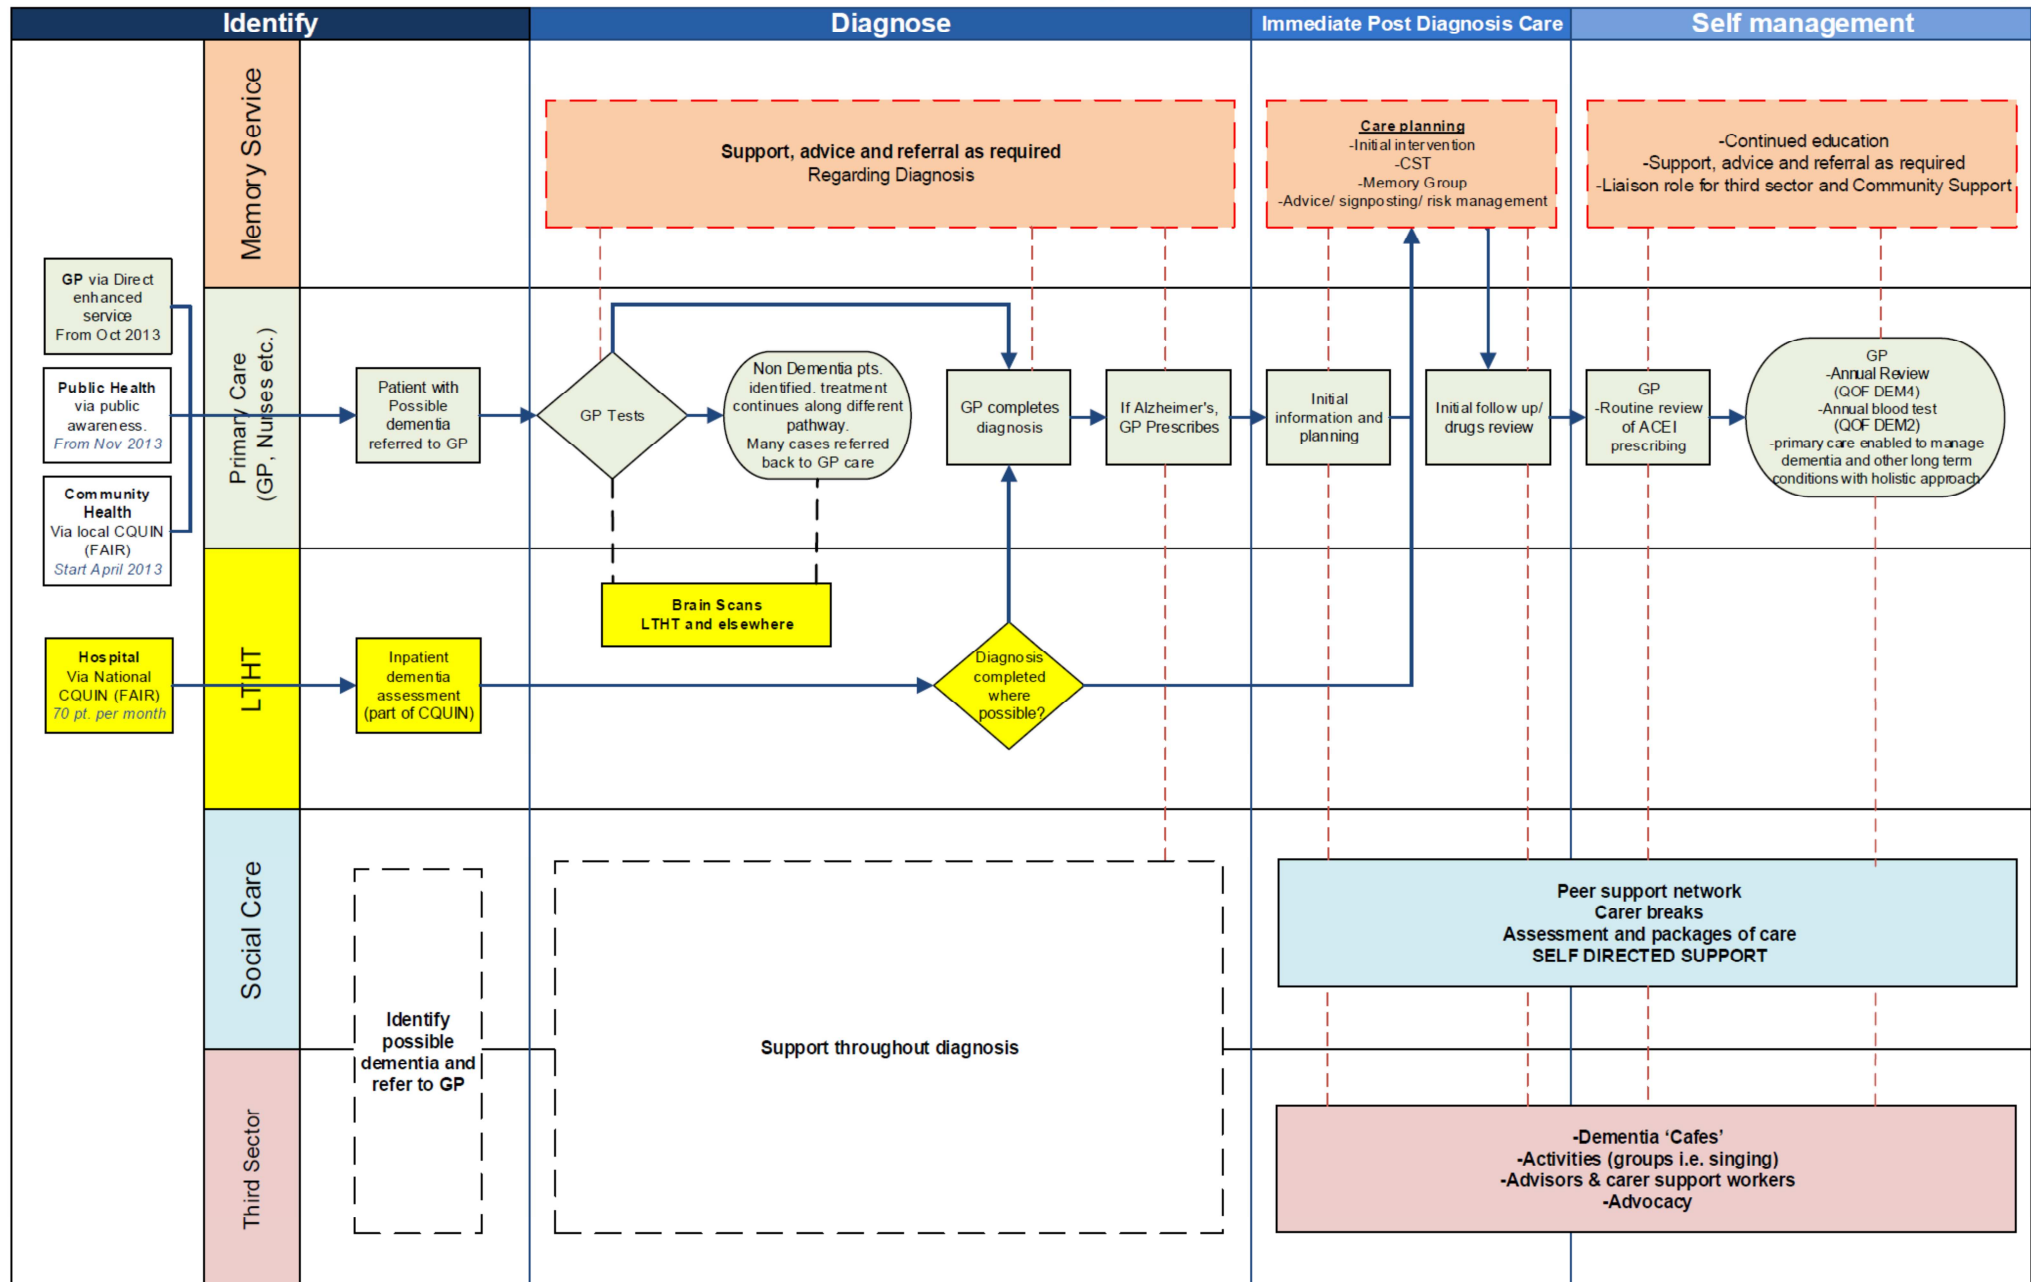 Identify
Diagnose
Immediate Post Diagnosis Care
Self management
Memory Service
Support, advice and referral as required
Regarding Diagnosis
Care planning
-Initial intervention
-CST
-Memory Group
-Advice/ signposting/ risk management
-Continued education
-Support, advice and referral as required
-Liaison role for third sector and Community Support
GP via Direct
enhanced
service
From Oct 2013
Public Health
via public
awareness.
From Nov 2013
Community
Health
Via local CQUIN
(FAIR)
Start April 2013
Primary Care
(GP, Nurses etc.)
Patient with
Possible
dementia
referred to GP
GP Tests
Non Dementia pts.
identified. treatment
continues along different
pathway.
Many cases referred
back to GP care
GP completes
diagnosis
If Alzheimer's,
GP Prescribes
Initial
information and
planning
Initial follow up/
drugs review
GP
-Routine review
of ACEI
prescribing
GP
-Annual Review
(QOF DEM4)
-Annual blood test
(QOF DEM2)
-primary care enabled to manage
dementia and other long term
conditions with holistic approach
Hospital
Via National
CQUIN (FAIR)
70 pt. per month
LTHT
Inpatient
dementia
assessment
(part of CQUIN)
Brain Scans
LTHT and elsewhere
Diagnosis
completed
where
possible?
Social Care
Peer support network
Carer breaks
Assessment and packages of care
SELF DIRECTED SUPPORT
Identify
possible
dementia and
refer to GP
Support throughout diagnosis
Third Sector
-Dementia ‘Cafes’
-Activities (groups i.e. singing)
-Advisors & carer support workers
-Advocacy